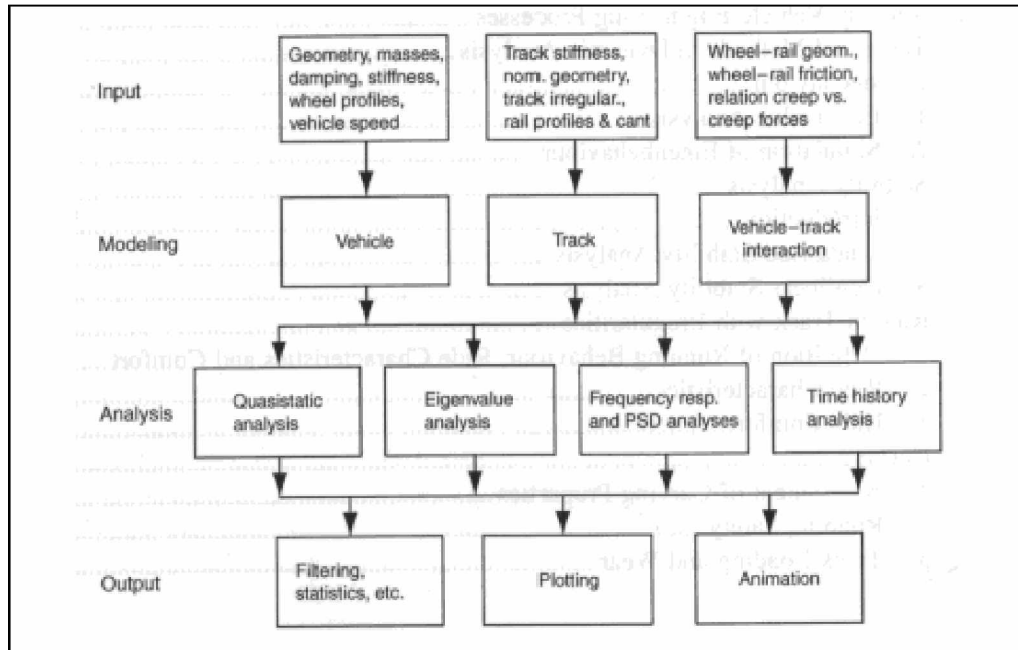 Input
Geometry, masses,
damping, stiffness,
wheel profiles,
vehicle speed
Track stiffness,
nom. geometry,
track irregular.,
rail profiles & cant
Wheel–rail geom.,
wheel–rail friction,
relation creep vs.
creep forces
Modeling
Vehicle
Track
Vehicle–track
interaction
Analysis
Quasistatic
analysis
Eigenvalue
analysis
Frequency resp.
and PSD analyses
Time history
analysis
Output
Filtering,
statistics, etc.
Plotting
Animation